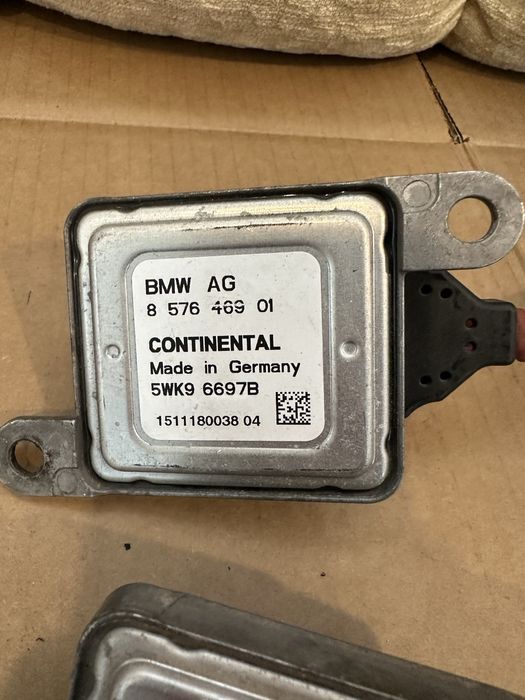 BMW AG
8 576 469 01
CONTINENTAL
Made in Germany
5WK9 6697B
1511180038 04